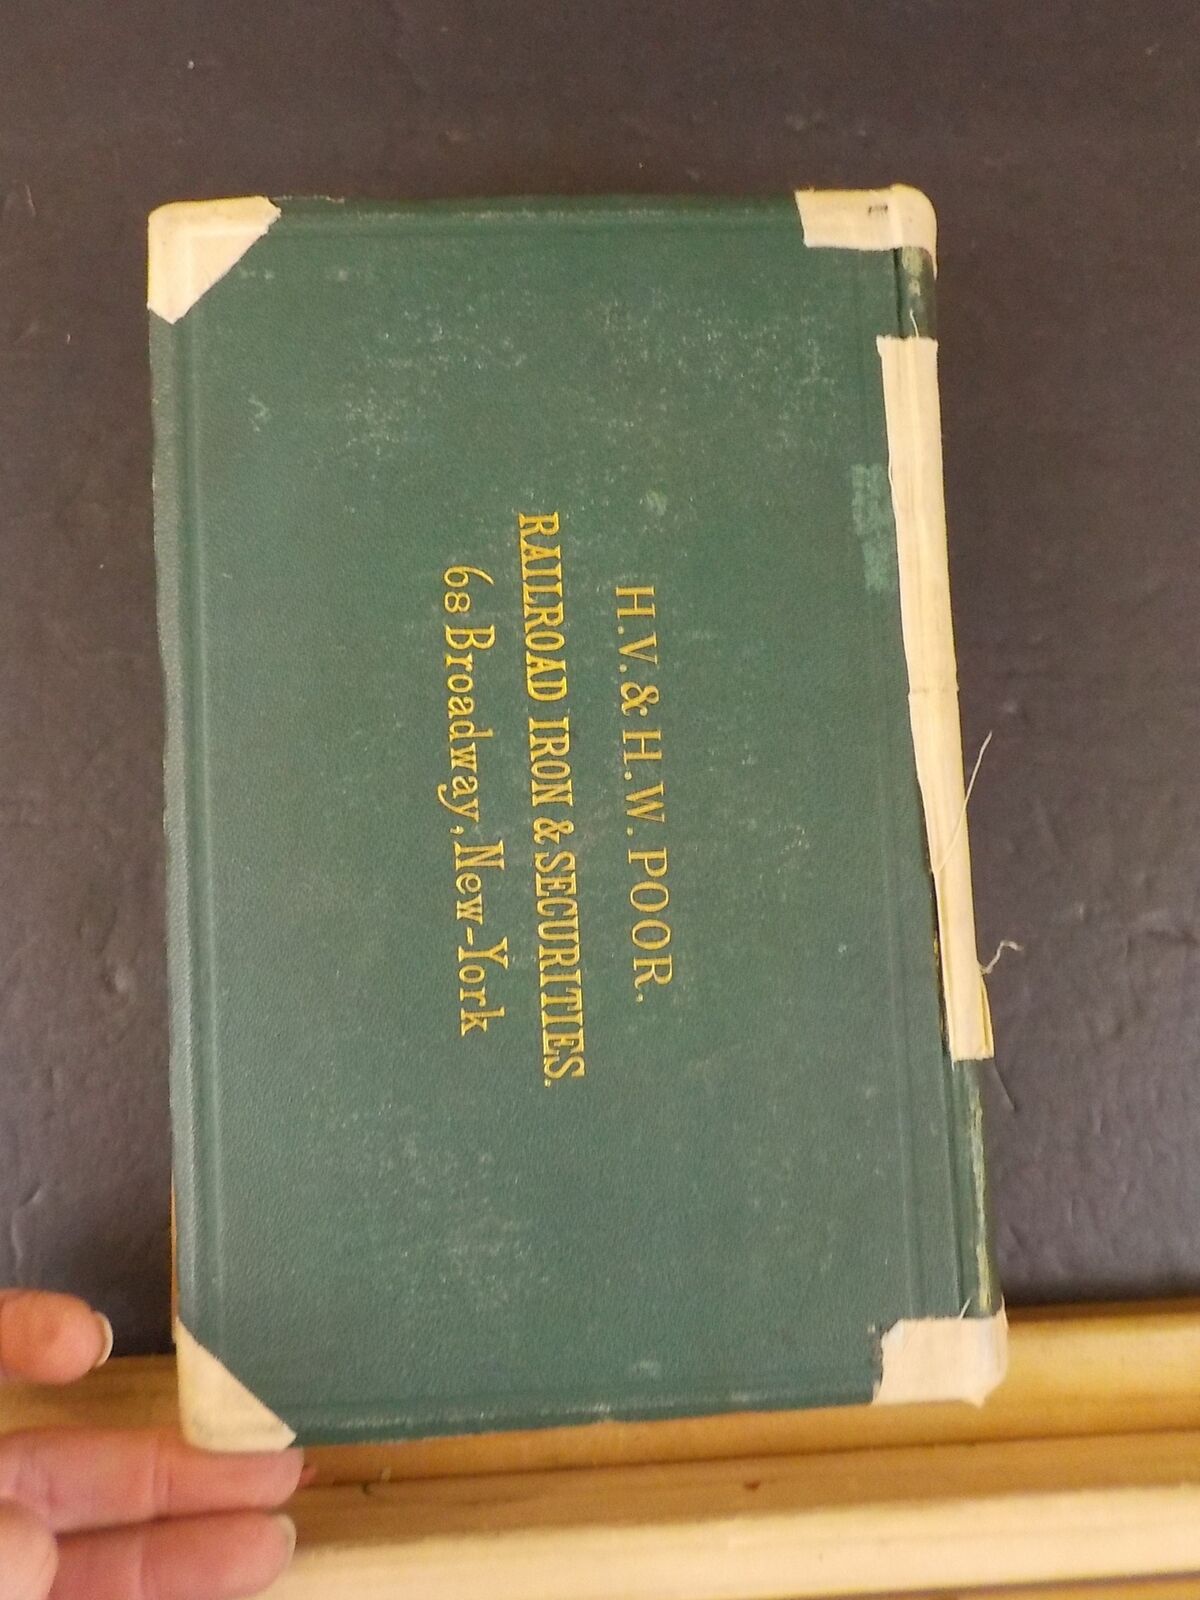 H.V. & H.W. POOR.
RAILROAD IRON & SECURITIES.
68 Broadway, New-York